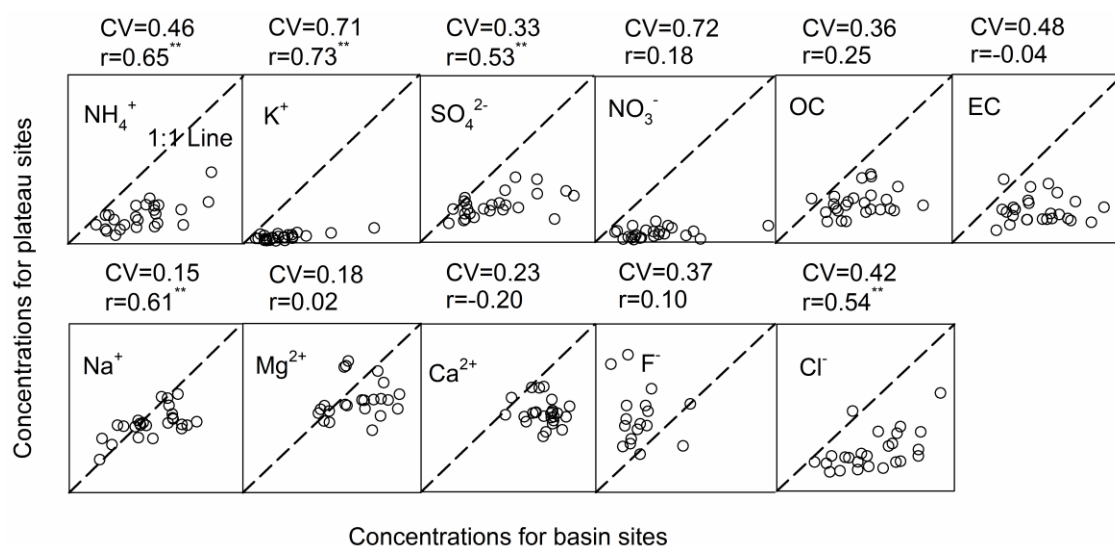 CV=0.46 CV=0.71 CV=0.33 CV=0.72 CV=0.36 CV=0.48
r=0.65** r=0.73** r=0.53** r=0.18 r=0.25 r=-0.04
NH₄⁺ K⁺ SO₄²⁻ NO₃⁻ OC EC
1:1 Line
CV=0.15 CV=0.18 CV=0.23 CV=0.37 CV=0.42
r=0.61** r=0.02 r=-0.20 r=0.10 r=0.54**
Na⁺ Mg²⁺ Ca²⁺ F⁻ Cl⁻
Concentrations for plateau sites
Concentrations for basin sites